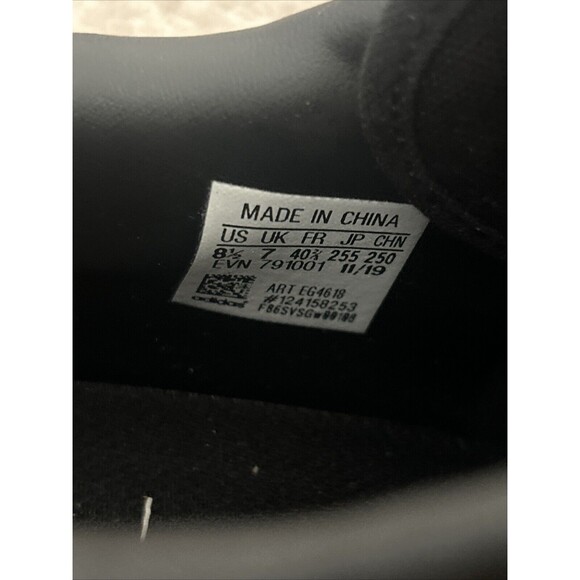 MADE IN CHINA
US UK FR JP CHN
8½ 7 40⅔ 255 250
EVN 791001 11/19
ART EG4618
#124158253
adidas